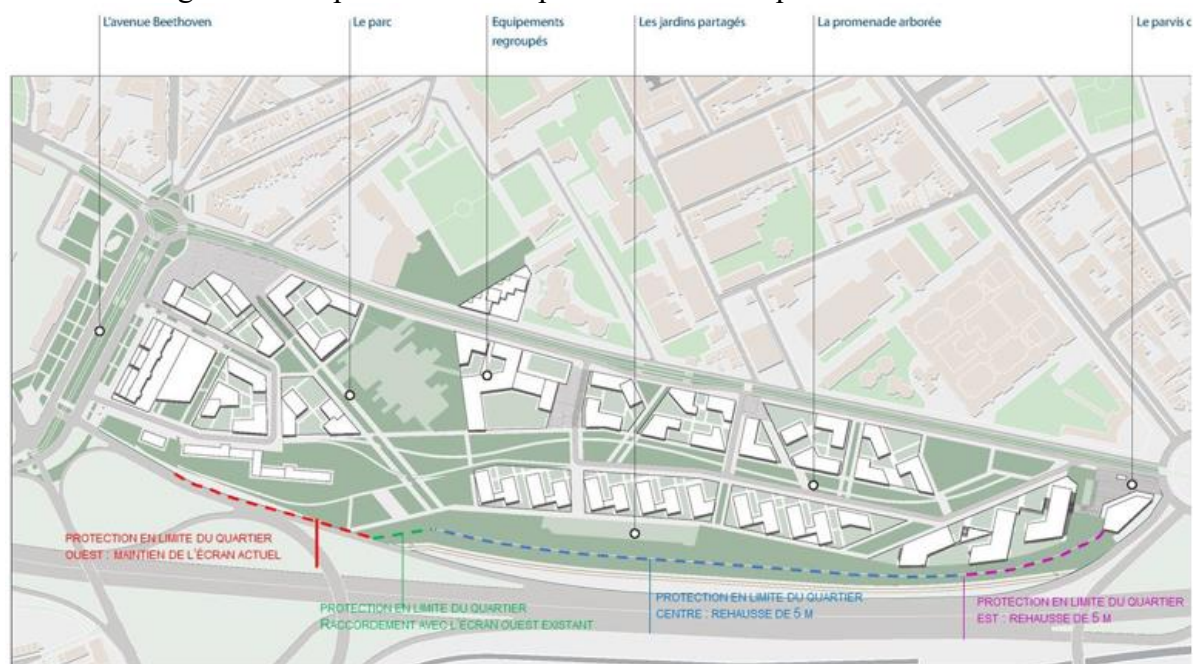 L'avenue Beethoven
Le parc
Equipements
regroupés
Les jardins partagés
La promenade arborée
Le parvis c
PROTECTION EN LIMITE DU QUARTIER
OUEST : MAINTIEN DE L'ÉCRAN ACTUEL
PROTECTION EN LIMITE DU QUARTIER
RACCORDEMENT AVEC L'ÉCRAN OUEST EXISTANT
PROTECTION EN LIMITE DU QUARTIER
CENTRE : REHAUSSE DE 5 M
PROTECTION EN LIMITE DU QUARTIER
EST : REHAUSSE DE 5 M